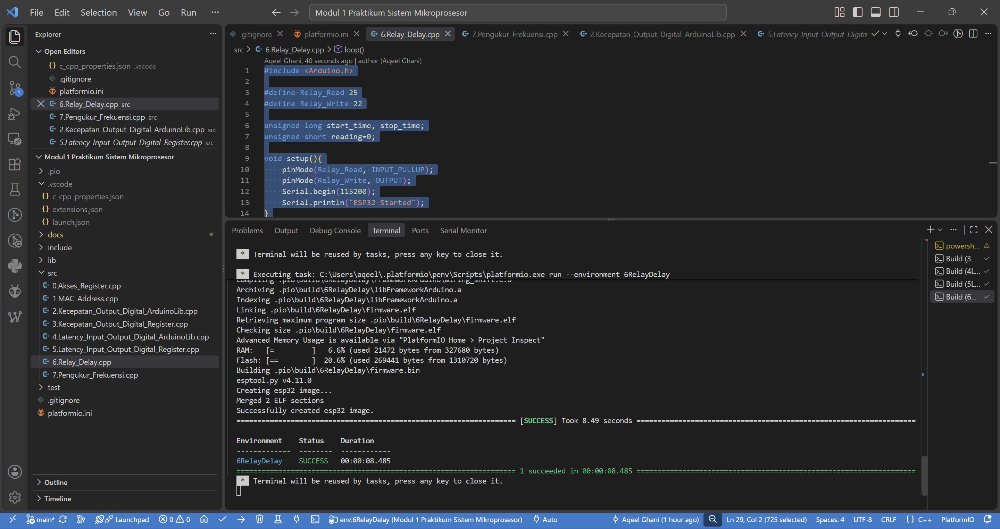 File Edit Selection View Go Run ···
Modul 1 Praktikum Sistem Mikroprosesor
Explorer
Open Editors
c_cpp_properties.json .vscode
.gitignore
platformio.ini
6.Relay_Delay.cpp src
7.Pengukur_Frekuensi.cpp src
2.Kecepatan_Output_Digital_ArduinoLib.cpp src
5.Latency_Input_Output_Digital_Register.cpp src
Modul 1 Praktikum Sistem Mikroprosesor
.pio
.vscode
c_cpp_properties.json
extensions.json
launch.json
docs
include
lib
src
0.Akses_Register.cpp
1.MAC_Address.cpp
2.Kecepatan_Output_Digital_ArduinoLib.cpp
3.Kecepatan_Output_Digital_Register.cpp
4.Latency_Input_Output_Digital_ArduinoLib.cpp
5.Latency_Input_Output_Digital_Register.cpp
6.Relay_Delay.cpp
7.Pengukur_Frekuensi.cpp
test
.gitignore
platformio.ini
Outline
Timeline
1
.gitignore platformio.ini 6.Relay_Delay.cpp 7.Pengukur_Frekuensi.cpp 2.Kecepatan_Output_Digital_ArduinoLib.cpp 5.Latency_Input_Output_Digita
src > 6.Relay_Delay.cpp > loop()
Aqeel Ghani, 40 seconds ago | author (Aqeel Ghani)
1 #include <Arduino.h>
2
3 #define Relay_Read 25
4 #define Relay_Write 22
5
6 unsigned long start_time, stop_time;
7 unsigned short reading=0;
8
9 void setup(){
10 pinMode(Relay_Read, INPUT_PULLUP);
11 pinMode(Relay_Write, OUTPUT);
12 Serial.begin(115200);
13 Serial.println("ESP32 Started");
14 }
Problems Output Debug Console Terminal Ports Serial Monitor
* Terminal will be reused by tasks, press any key to close it.
* Executing task: C:\Users\aqeel\.platformio\penv\Scripts\platformio.exe run --environment 6RelayDelay
Compiling .pio\build\6RelayDelay\FrameworkArduino\wiring_shift.c.o
Archiving .pio\build\6RelayDelay\libFrameworkArduino.a
Indexing .pio\build\6RelayDelay\libFrameworkArduino.a
Linking .pio\build\6RelayDelay\firmware.elf
Retrieving maximum program size .pio\build\6RelayDelay\firmware.elf
Checking size .pio\build\6RelayDelay\firmware.elf
Advanced Memory Usage is available via "PlatformIO Home > Project Inspect"
RAM: [= ] 6.6% (used 21472 bytes from 327680 bytes)
Flash: [== ] 20.6% (used 269441 bytes from 1310720 bytes)
Building .pio\build\6RelayDelay\firmware.bin
esptool.py v4.11.0
Creating esp32 image...
Merged 2 ELF sections
Successfully created esp32 image.
=================================================================== [SUCCESS] Took 8.49 seconds ===================================================================
Environment Status Duration
------------- -------- ------------
6RelayDelay SUCCESS 00:00:08.485
=================================================================== 1 succeeded in 00:00:08.485 ===================================================================
* Terminal will be reused by tasks, press any key to close it.
powersh...
Build (3...
Build (4L...
Build (5L...
Build (6...
main* Launchpad 0 0 env:6RelayDelay (Modul 1 Praktikum Sistem Mikroprosesor) Auto Aqeel Ghani (1 hour ago) Ln 29, Col 2 (725 selected) Spaces: 4 UTF-8 CRLF {} C++ PlatformIO